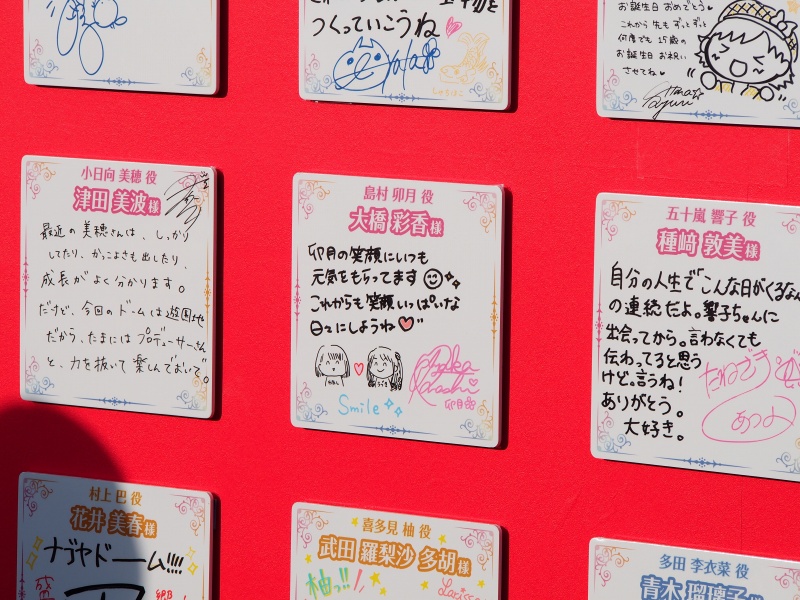 つくっていこうね
お誕生日おめでとう
これから先もずっとずっと
何度でも 15歳の
お誕生日お祝い
させてね
小日向 美穂 役
津田 美波様
最近の美穂さんは、しっかり
してたり、かっこよさも出したり、
成長がよく分かります。
だけど、今回のドームは遊園地
だから、たまにはプロデューサーさん
と、力を抜いて楽しんでおいで。
島村 卯月 役
大橋 彩香様
卯月の笑顔にいつも
元気をもらってます
これからも笑顔いっぱいな
日々にしようね
Smile
五十嵐 響子 役
種﨑 敦美様
自分の人生で「こんな日がくるなん
の連続だよ。響子ちゃんに
出会ってから。言わなくても
伝わってると思う
けど。言うね!
ありがとう。
大好き。
たねざき
あつみ
村上 巴 役
花井 美春様
ナゴヤドーム!!!!
喜多見 柚 役
武田 羅梨沙 多胡様
柚っ!!
多田 李衣菜 役
青木 瑠璃子様